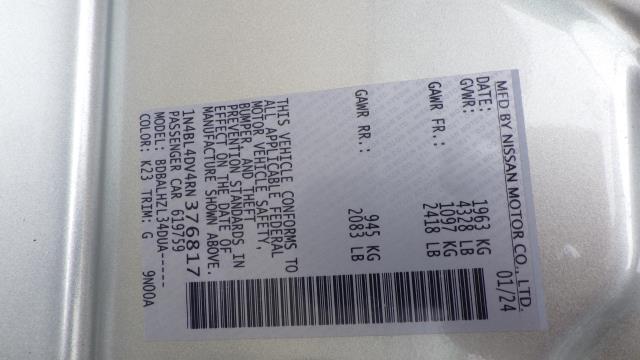 MFD BY NISSAN MOTOR CO., LTD.
DATE: 01/24
GVWR: 1963 KG
4328 LB
GAWR FR.: 1097 KG
2418 LB
GAWR RR.: 945 KG
2083 LB
THIS VEHICLE CONFORMS TO
ALL APPLICABLE FEDERAL
MOTOR VEHICLE SAFETY,
BUMPER, AND THEFT
PREVENTION STANDARDS IN
EFFECT ON THE DATE OF
MANUFACTURE SHOWN ABOVE.
1N4BL4DV4RN376817
PASSENGER CAR 619759
MODEL: BDBALHZL34DUA-----
COLOR: K23 TRIM: G 9N00A